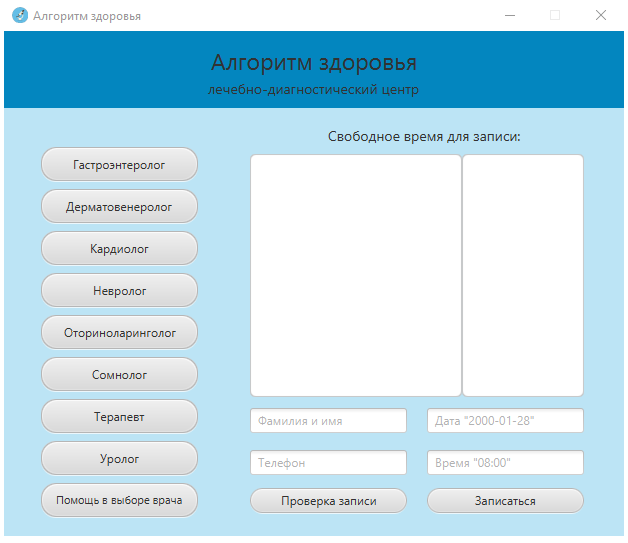 Алгоритм здоровья
Алгоритм здоровья
лечебно-диагностический центр
Свободное время для записи:
Гастроэнтеролог
Дерматовенеролог
Кардиолог
Невролог
Оториноларинголог
Сомнолог
Терапевт
Уролог
Помощь в выборе врача
Фамилия и имя
Дата "2000-01-28"
Телефон
Время "08:00"
Проверка записи
Записаться